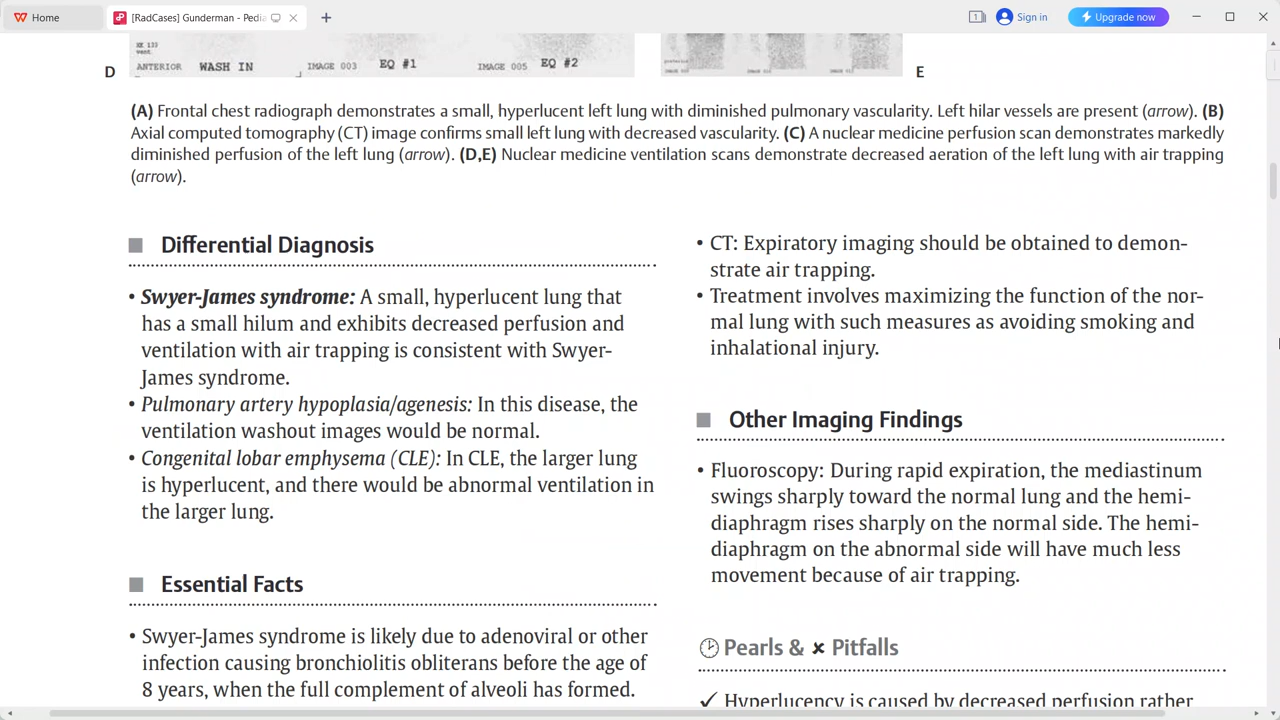 Home
[RadCases] Gunderman - Pedia
Sign in
Upgrade now
XE 133
vent.
ANTERIOR WASH IN
IMAGE 003
EQ #1
IMAGE 005
EQ #2
posterior
D
E
(A) Frontal chest radiograph demonstrates a small, hyperlucent left lung with diminished pulmonary vascularity. Left hilar vessels are present (arrow). (B)
Axial computed tomography (CT) image confirms small left lung with decreased vascularity. (C) A nuclear medicine perfusion scan demonstrates markedly
diminished perfusion of the left lung (arrow). (D,E) Nuclear medicine ventilation scans demonstrate decreased aeration of the left lung with air trapping
(arrow).
■ Differential Diagnosis
• Swyer-James syndrome: A small, hyperlucent lung that
has a small hilum and exhibits decreased perfusion and
ventilation with air trapping is consistent with Swyer-
James syndrome.
• Pulmonary artery hypoplasia/agenesis: In this disease, the
ventilation washout images would be normal.
• Congenital lobar emphysema (CLE): In CLE, the larger lung
is hyperlucent, and there would be abnormal ventilation in
the larger lung.
■ Essential Facts
• Swyer-James syndrome is likely due to adenoviral or other
infection causing bronchiolitis obliterans before the age of
8 years, when the full complement of alveoli has formed.
• CT: Expiratory imaging should be obtained to demon-
strate air trapping.
• Treatment involves maximizing the function of the nor-
mal lung with such measures as avoiding smoking and
inhalational injury.
■ Other Imaging Findings
• Fluoroscopy: During rapid expiration, the mediastinum
swings sharply toward the normal lung and the hemi-
diaphragm rises sharply on the normal side. The hemi-
diaphragm on the abnormal side will have much less
movement because of air trapping.
Pearls & ✘ Pitfalls
✓ Hyperlucency is caused by decreased perfusion rather